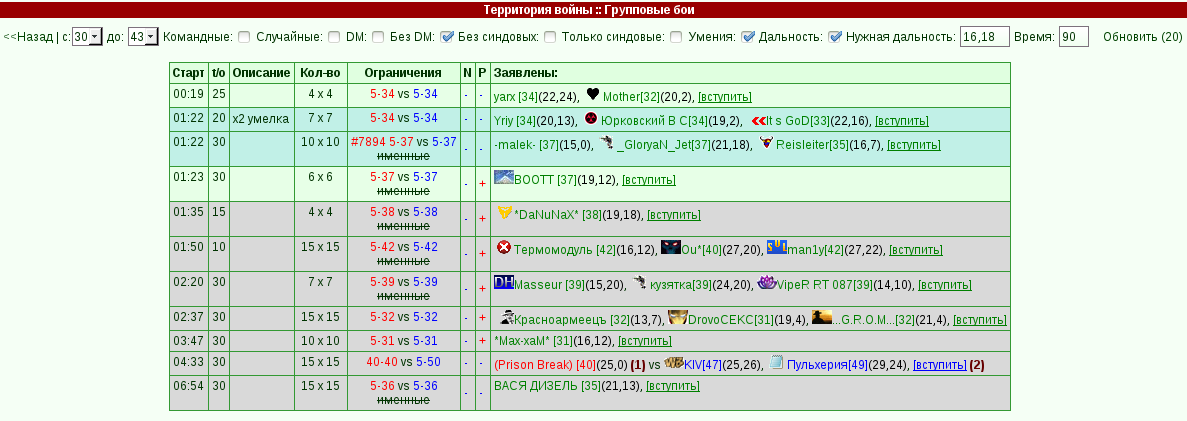 Территория войны :: Групповые бои
<<Назад | с: 30 до: 43 Командные: Случайные: DM: Без DM: Без синдовых: Только синдовые: Умения: Дальность: Нужная дальность: 16,18 Время: 90 Обновить (20)
Старт t/o Описание Кол-во Ограничения N P Заявлены:
00:19 25 4 x 4 5-34 vs 5-34 - - yarx [34](22,24), Mother[32](20,2), [вступить]
01:22 20 x2 умелка 7 x 7 5-34 vs 5-34 - - Yriy [34](20,13), Юрковский В С[34](19,2), It s GoD[33](22,16), [вступить]
01:22 30 10 x 10 #7894 5-37 vs 5-37 - - -malek- [37](15,0), _GloryaN_Jet[37](21,18), Reisleiter[35](16,7), [вступить]
именные
01:23 30 6 x 6 5-37 vs 5-37 - + BOOTT [37](19,12), [вступить]
именные
01:35 15 4 x 4 5-38 vs 5-38 - + *DaNuNaX* [38](19,18), [вступить]
именные
01:50 10 15 x 15 5-42 vs 5-42 - + Термомодуль [42](16,12), Ou*[40](27,20), man1y[42](27,22), [вступить]
именные
02:20 30 7 x 7 5-39 vs 5-39 - + DH Masseur [39](15,20), кузятка[39](24,20), VipeR RT 087[39](14,10), [вступить]
именные
02:37 30 15 x 15 5-32 vs 5-32 - + Красноармеецъ [32](13,7), DrovoCEKC[31](19,4), ...G.R.O.M...[32](21,4), [вступить]
03:47 30 10 x 10 5-31 vs 5-31 - + *Max-xaM* [31](16,12), [вступить]
04:33 30 15 x 15 40-40 vs 5-50 - - (Prison Break) [40](25,0) (1) vs KIV[47](25,26), Пульхерия[49](29,24), [вступить] (2)
06:54 30 15 x 15 5-36 vs 5-36 - - ВАСЯ ДИЗЕЛЬ [35](21,13), [вступить]
именные